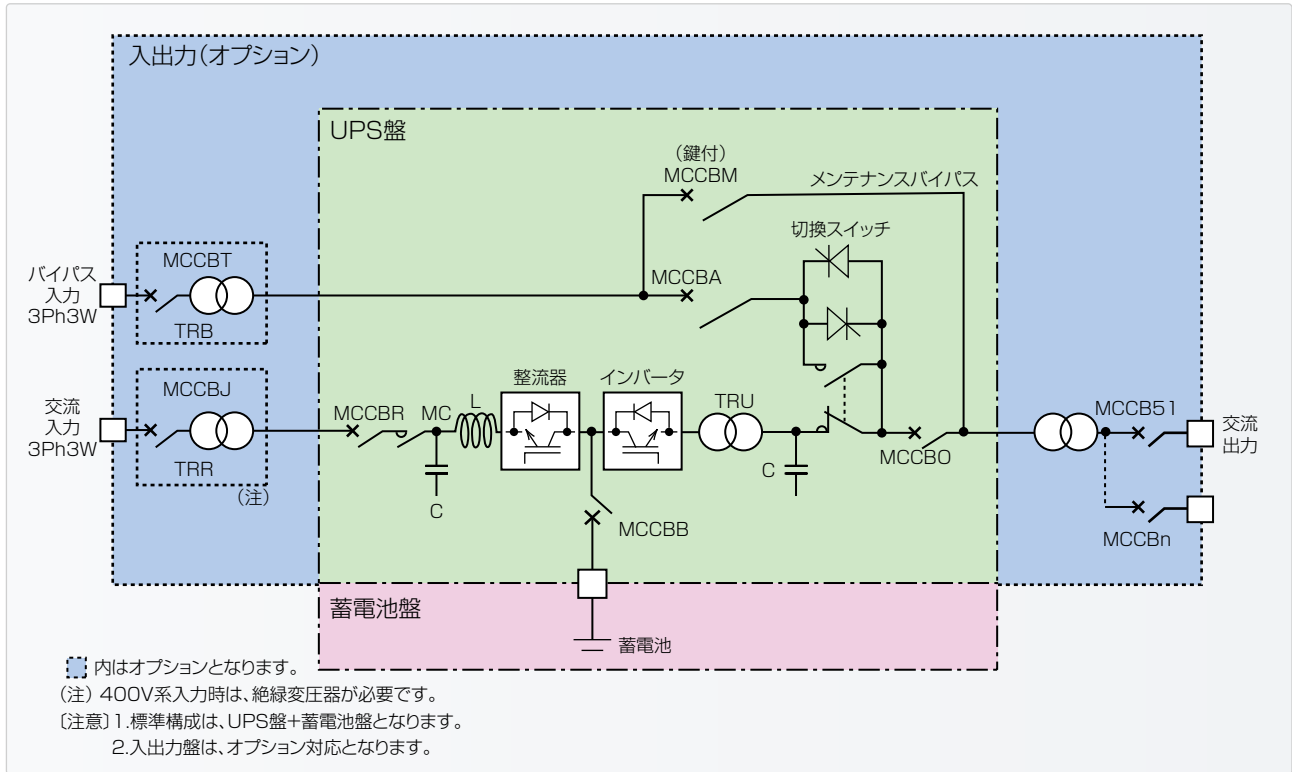 入出力(オプション)
UPS盤
(鍵付)
MCCBM
メンテナンスバイパス
切換スイッチ
MCCBA
バイパス
入力
3Ph3W
MCCBT
TRB
交流
入力
3Ph3W
MCCBJ
TRR
(注)
MCCBR
MC
L
整流器
インバータ
TRU
C
C
MCCBO
MCCBB
MCCB51
交流
出力
MCCBn
蓄電池盤
蓄電池
内はオプションとなります。
(注) 400V系入力時は、絶縁変圧器が必要です。
〔注意〕1.標準構成は、UPS盤+蓄電池盤となります。
2.入出力盤は、オプション対応となります。